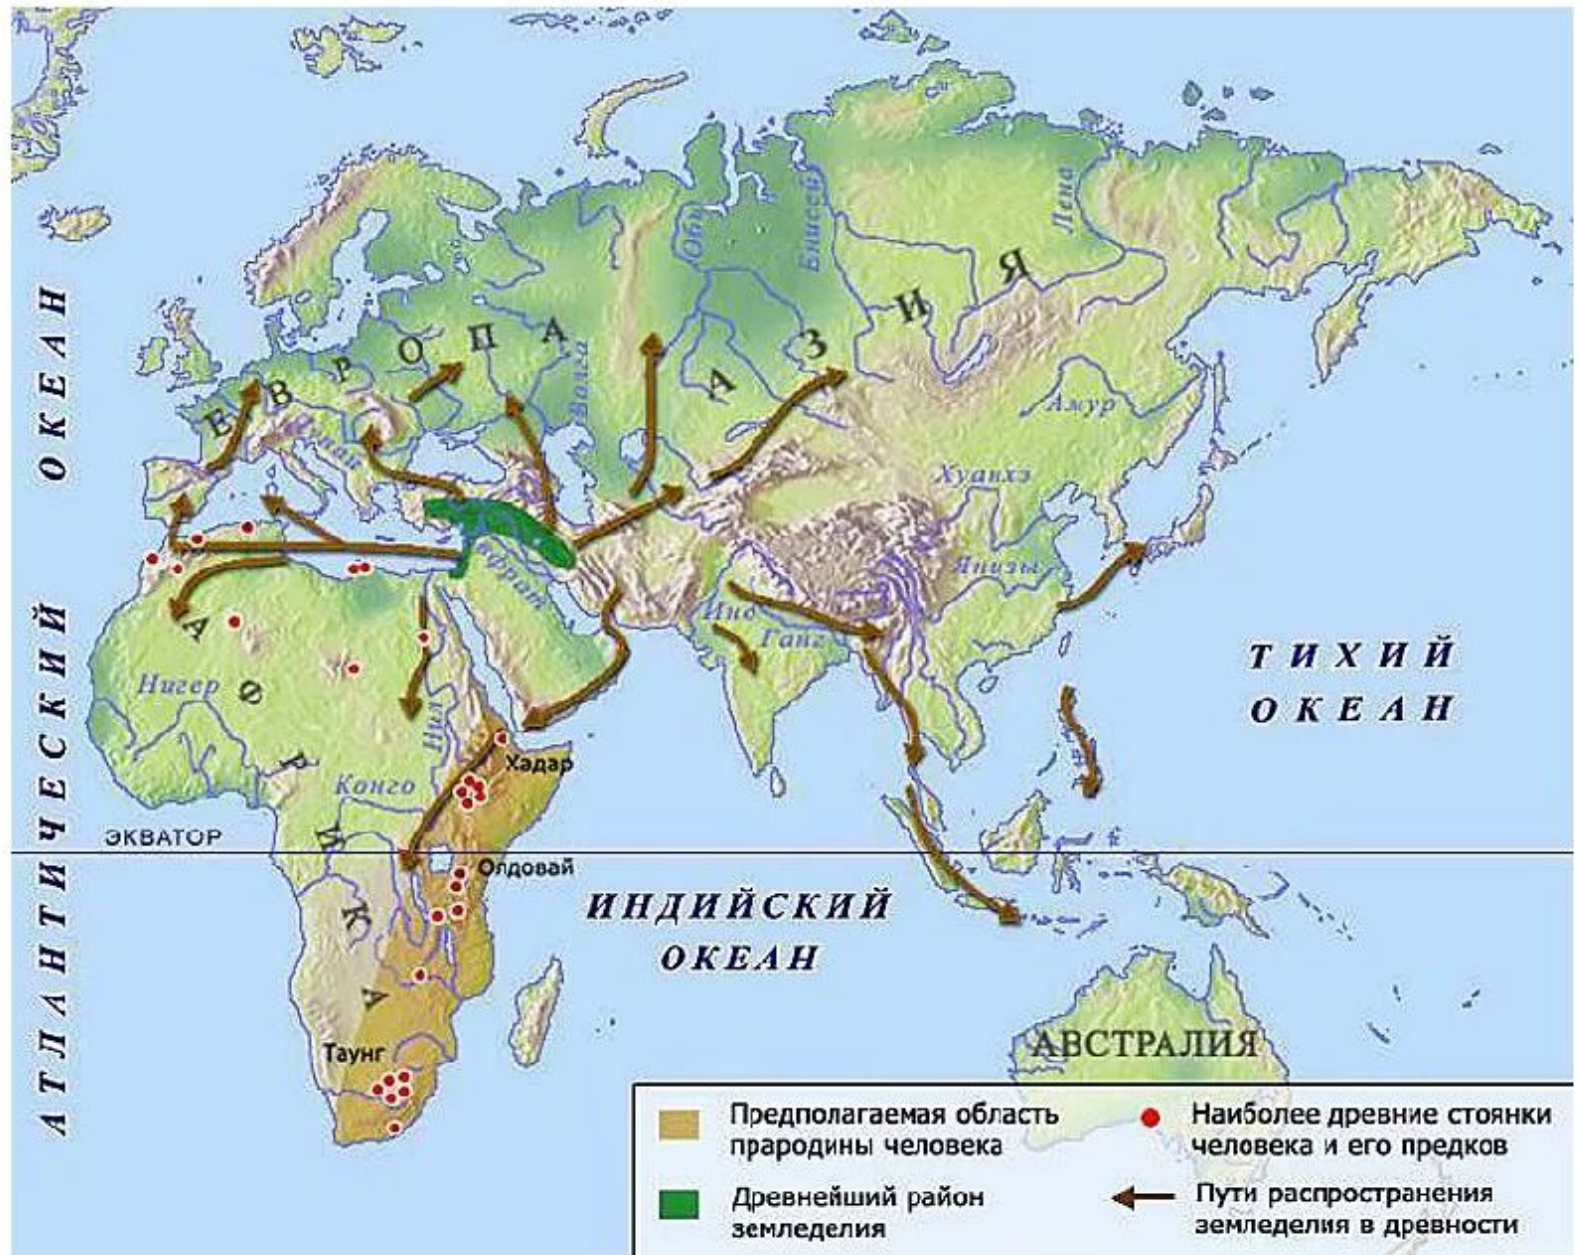 АТЛАНТИЧЕСКИЙ ОКЕАН
ЕВРОПА
АЗИЯ
Обь
Енисей
Лена
Волга
Дунай
Амур
Хуанхэ
Янцзы
Евфрат
Инд
Ганг
АФРИКА
Нигер
Нил
Конго
Хадар
ЭКВАТОР
Олдовай
Таунг
ТИХИЙ
ОКЕАН
ИНДИЙСКИЙ
ОКЕАН
АВСТРАЛИЯ
Предполагаемая область
прародины человека
Древнейший район
земледелия
Наиболее древние стоянки
человека и его предков
Пути распространения
земледелия в древности